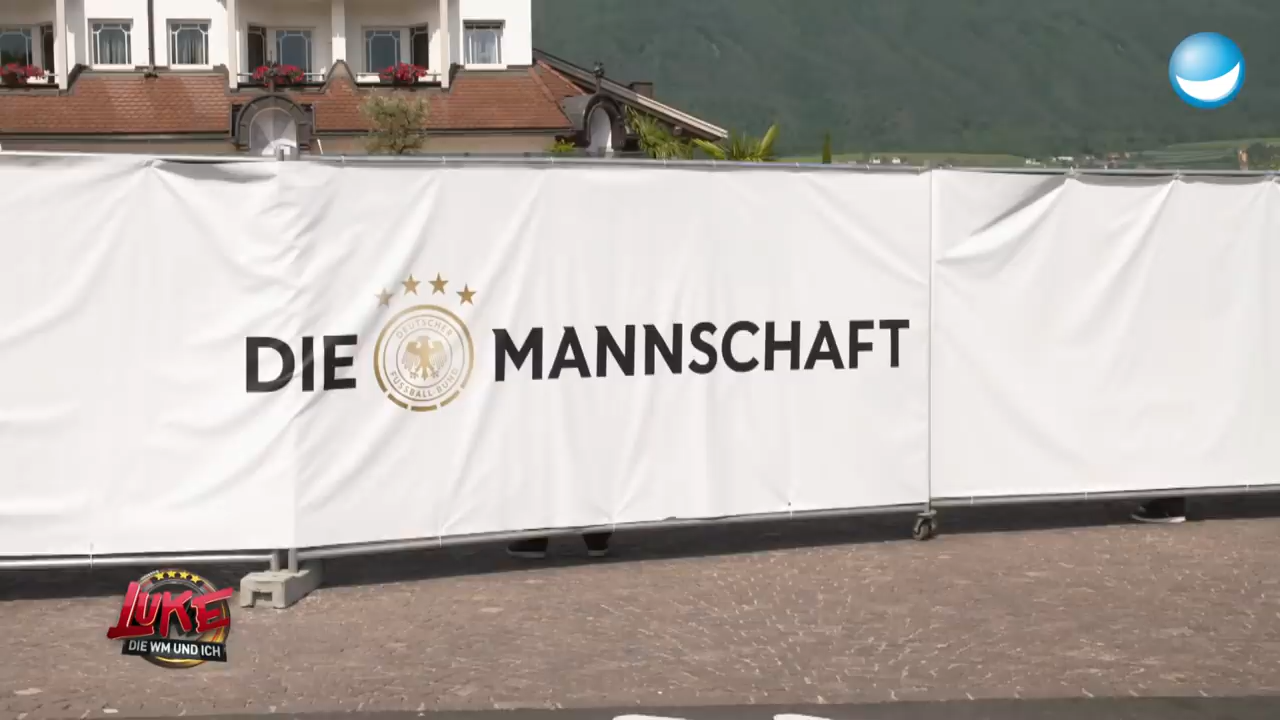 DIE MANNSCHAFT
DEUTSCHER
FUSSBALL-BUND
LUKE
DIE WM UND ICH